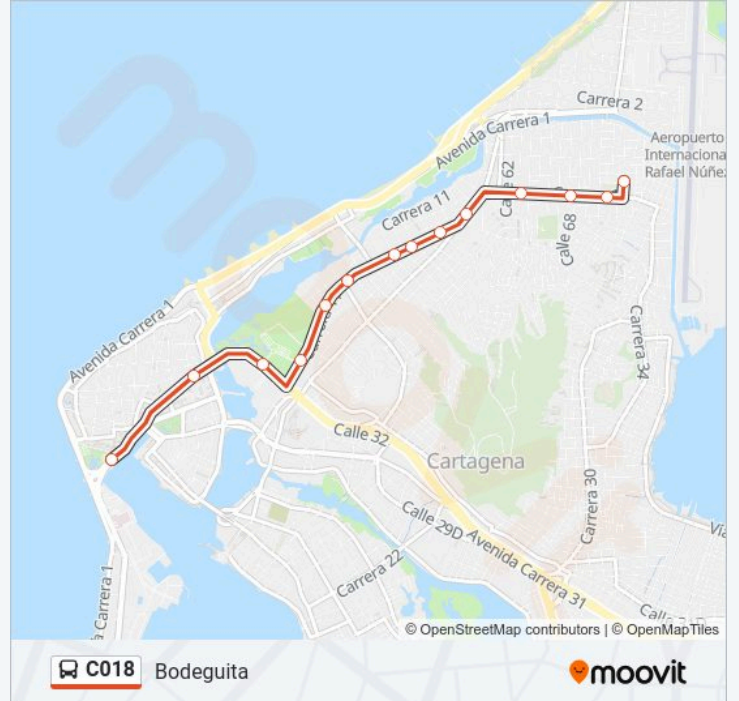 Carrera 2
Avenida Carrera 1
Aeropuerto
Internaciona
Rafael Núñez
Calle 62
Carrera 11
Calle 68
Avenida Carrera 1
Carrera 34
Calle 32
Cartagena
Carrera 30
Calle 29D
Avenida Carrera 31
Carrera 22
a Carrera 1
© OpenStreetMap contributors | © OpenMapTiles
C018 Bodeguita
moovit